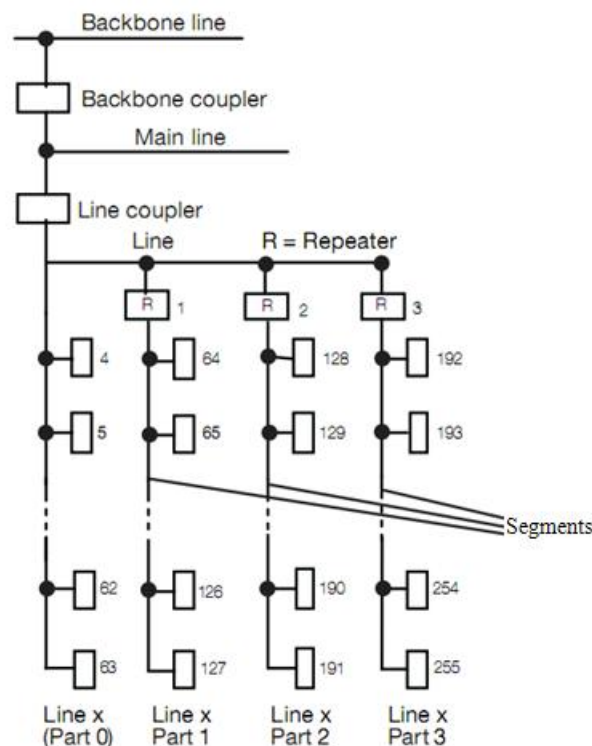 Backbone line
Backbone coupler
Main line
Line coupler
Line
R = Repeater
R 1
R 2
R 3
4
64
128
192
5
65
129
193
Segments
62
126
190
254
63
127
191
255
Line x
(Part 0)
Line x
Part 1
Line x
Part 2
Line x
Part 3